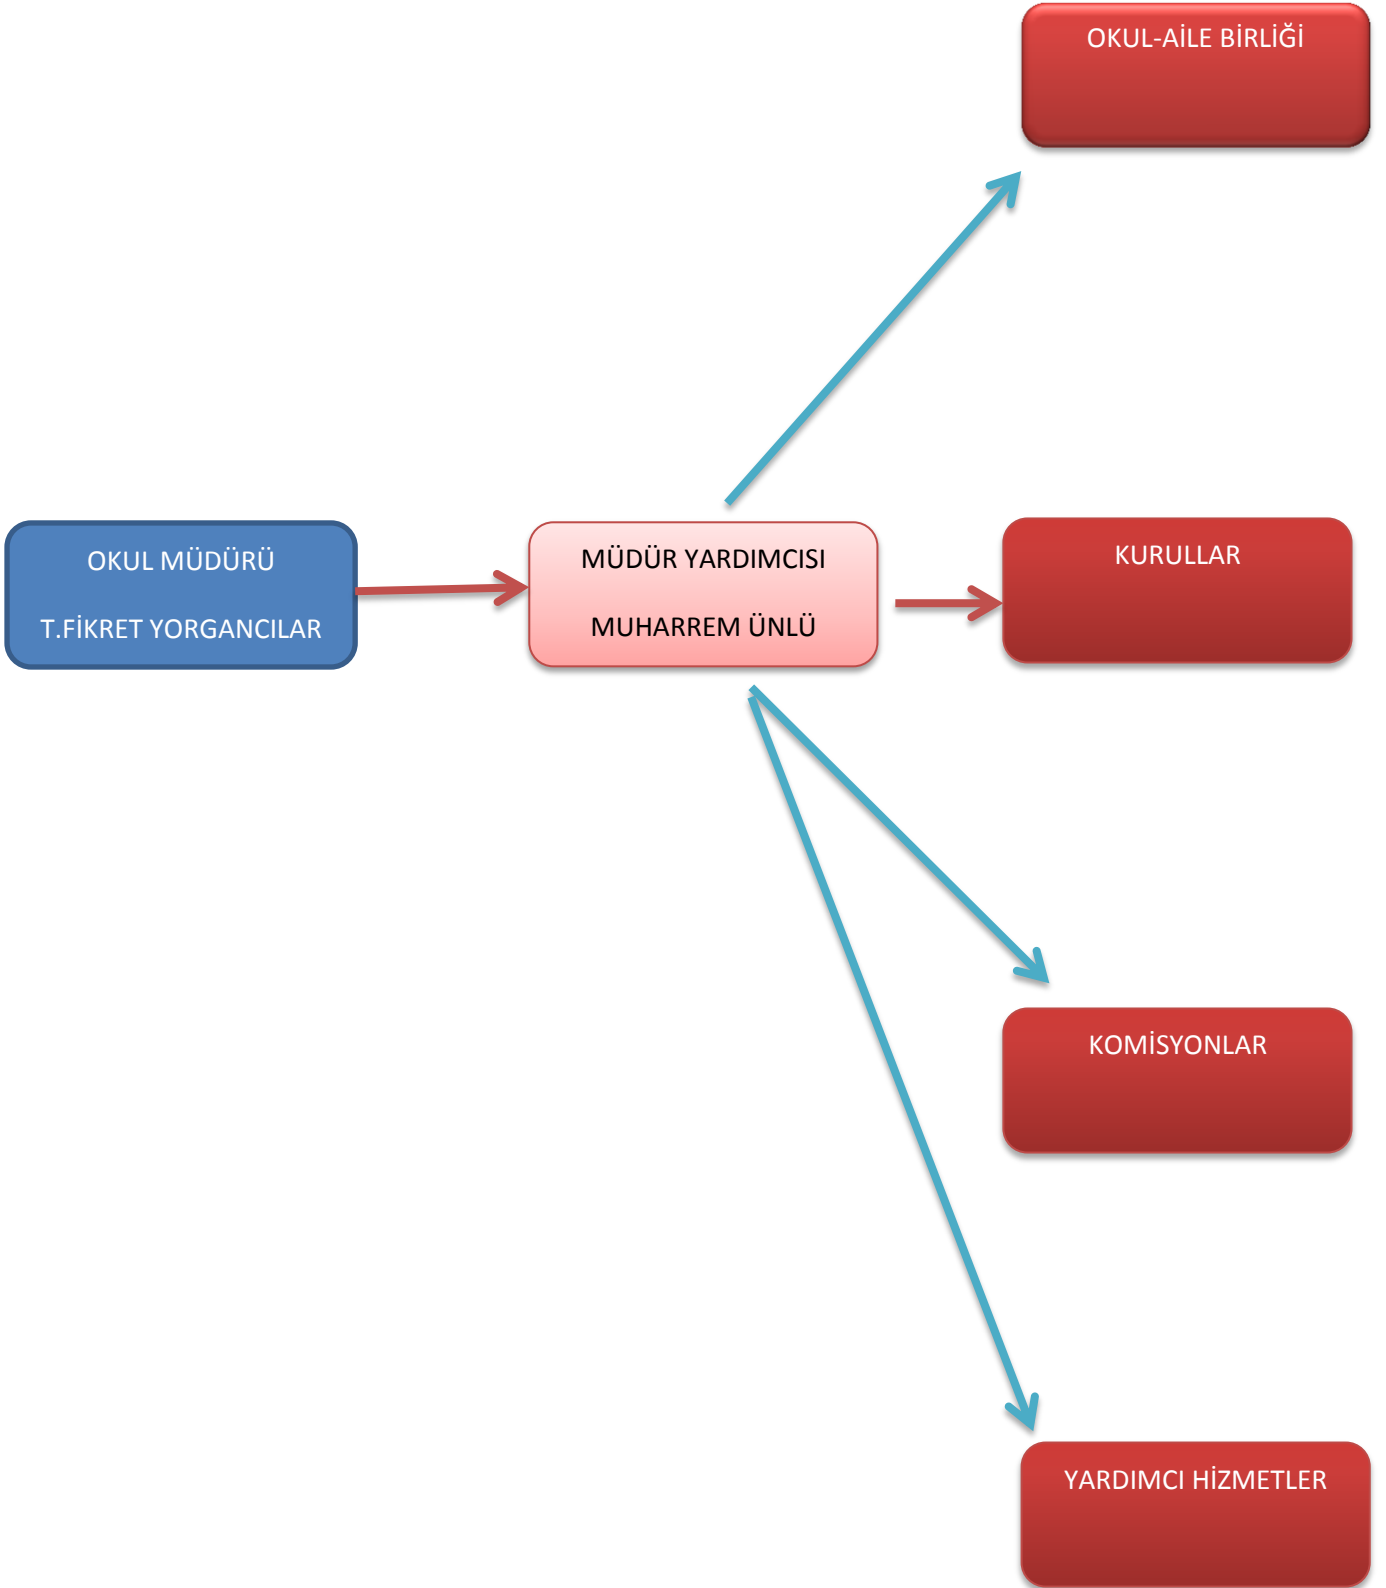 OKUL-AİLE BİRLİĞİ
OKUL MÜDÜRÜ
T.FİKRET YORGANCILAR
MÜDÜR YARDIMCISI
MUHARREM ÜNLÜ
KURULLAR
KOMİSYONLAR
YARDIMCI HİZMETLER